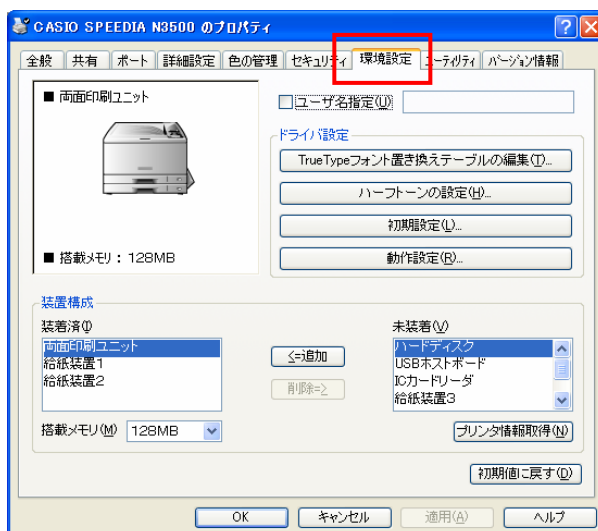 CASIO SPEEDIA N3500 のプロパティ
全般 共有 ポート 詳細設定 色の管理 セキュリティ 環境設定 ユーティリティ バージョン情報
■ 両面印刷ユニット
■ 搭載メモリ : 128MB
ユーザ名指定(U)
ドライバ設定
TrueTypeフォント置き換えテーブルの編集(T)...
ハーフトーンの設定(H)...
初期設定(L)...
動作設定(R)...
装置構成
装着済(I)
両面印刷ユニット
給紙装置1
給紙装置2
<=追加
削除=>
未装着(V)
ハードディスク
USBホストボード
ICカードリーダ
給紙装置3
搭載メモリ(M) 128MB
プリンタ情報取得(N)
初期値に戻す(D)
OK キャンセル 適用(A) ヘルプ